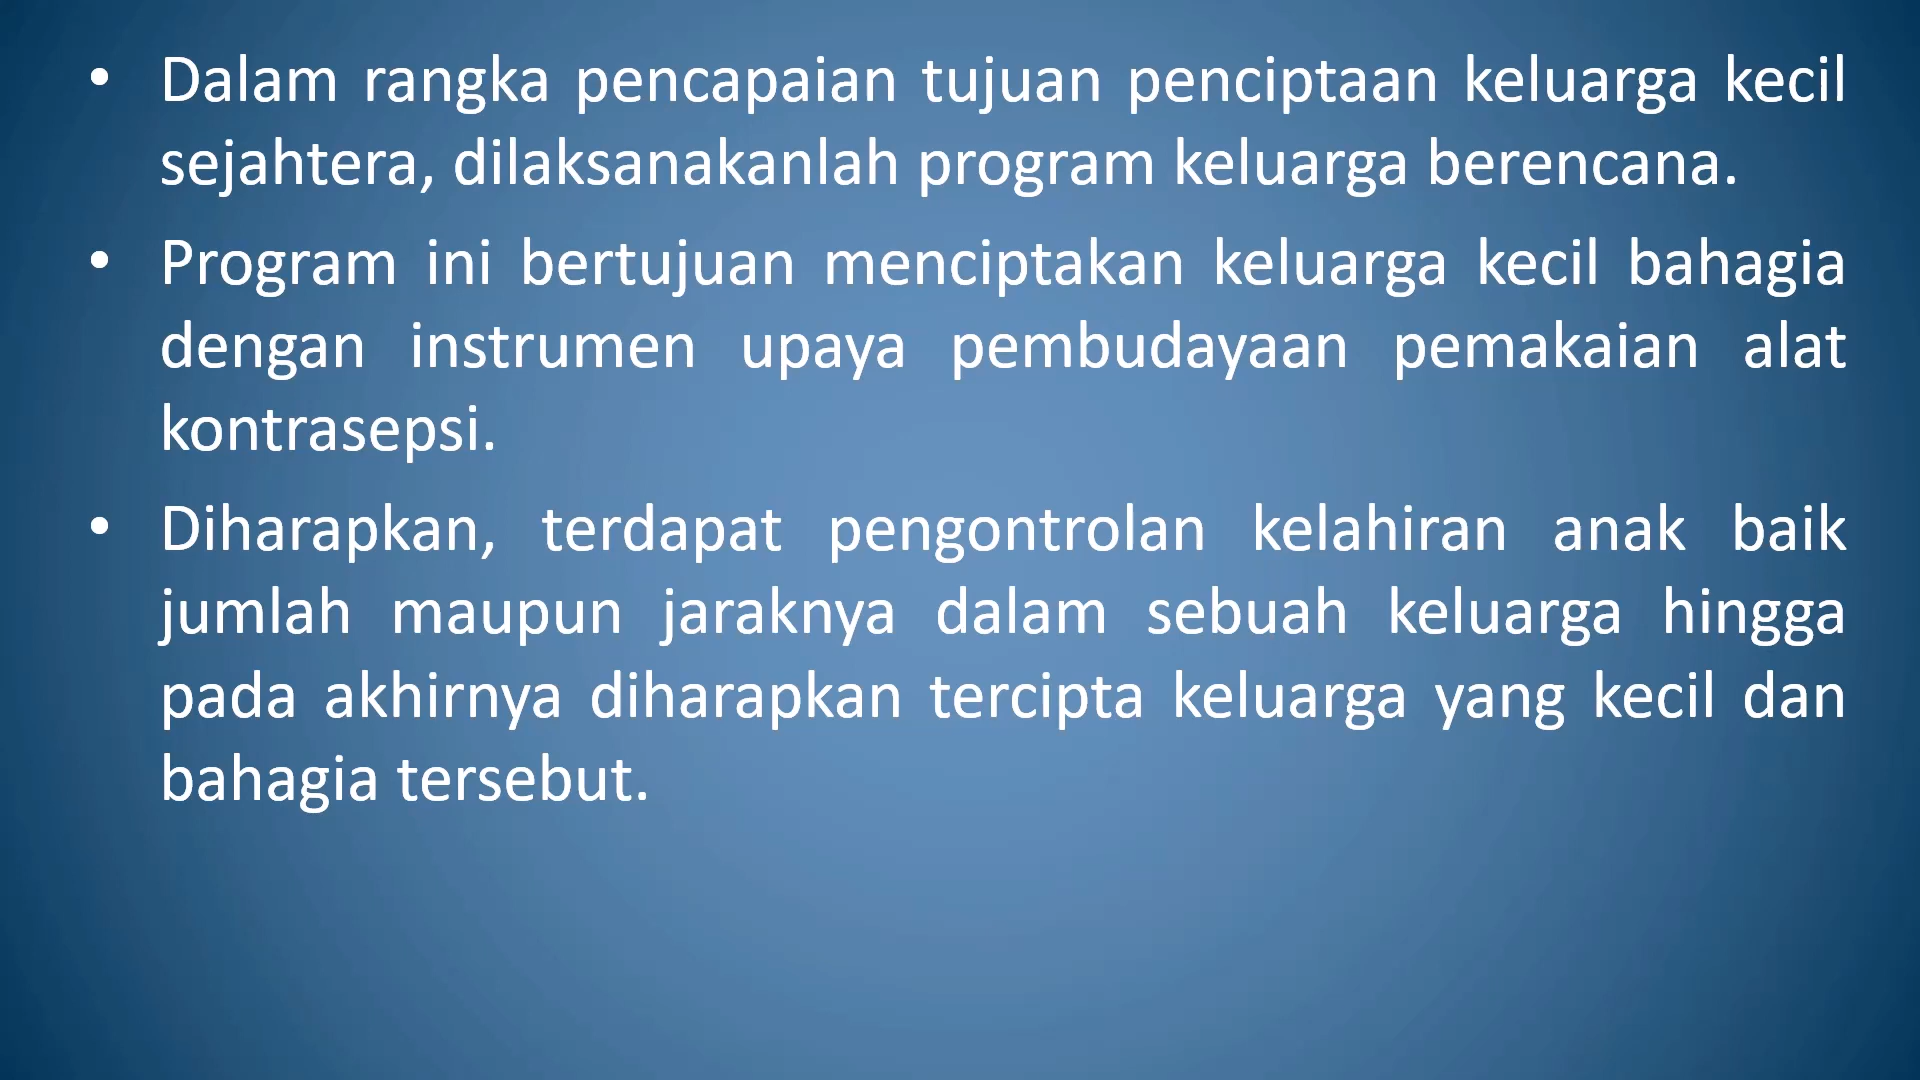 • Dalam rangka pencapaian tujuan penciptaan keluarga kecil
sejahtera, dilaksanakanlah program keluarga berencana.
• Program ini bertujuan menciptakan keluarga kecil bahagia
dengan instrumen upaya pembudayaan pemakaian alat
kontrasepsi.
• Diharapkan, terdapat pengontrolan kelahiran anak baik
jumlah maupun jaraknya dalam sebuah keluarga hingga
pada akhirnya diharapkan tercipta keluarga yang kecil dan
bahagia tersebut.